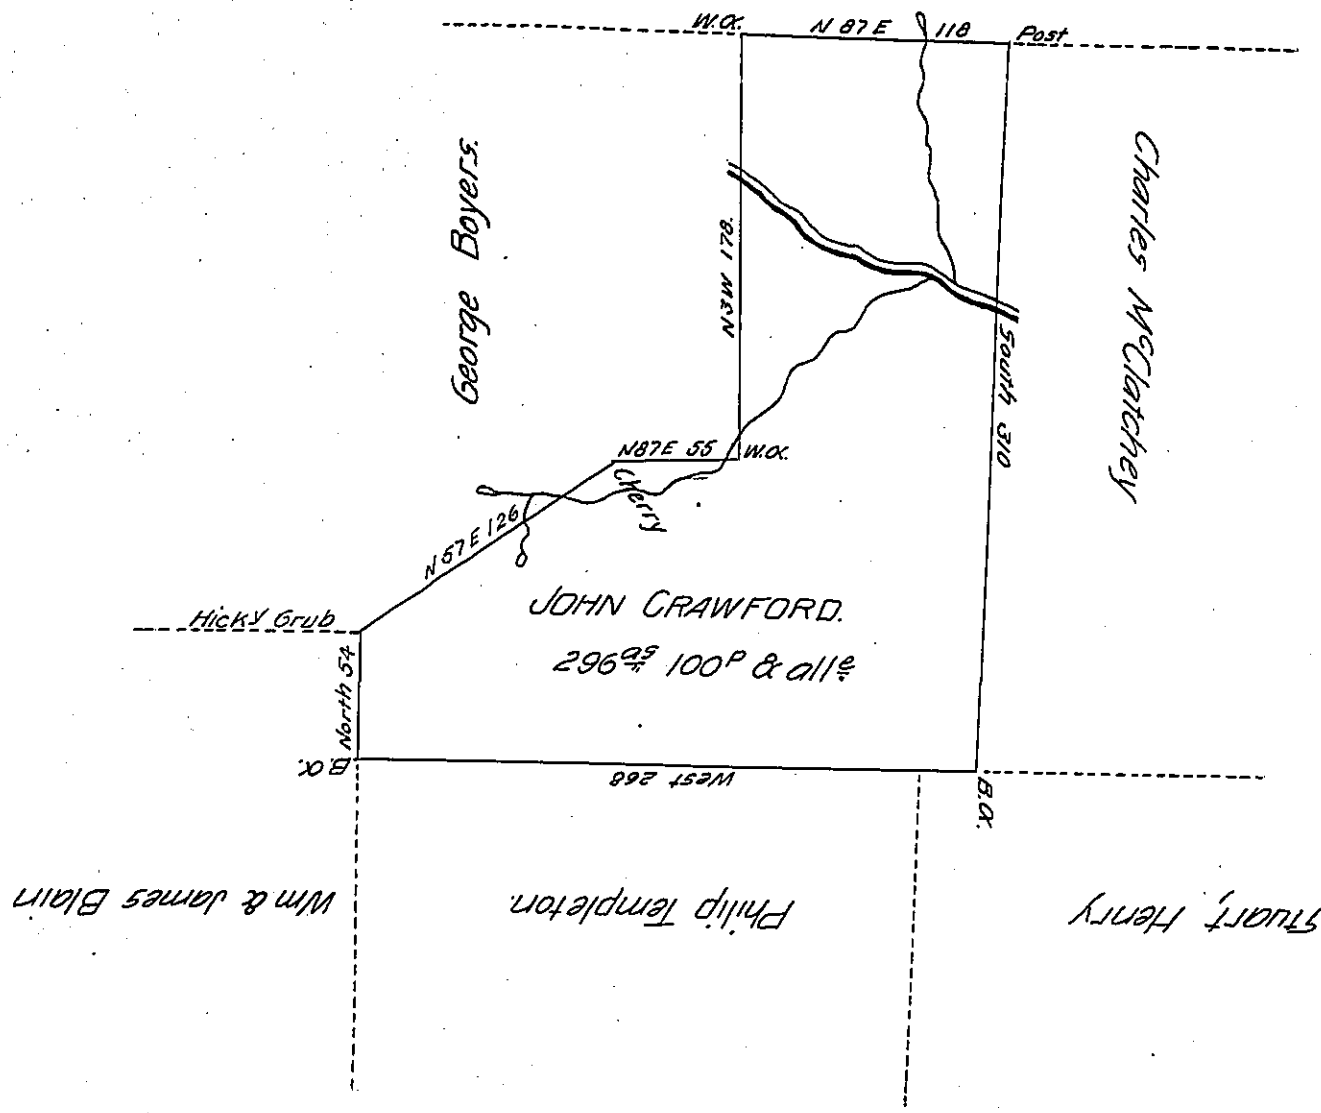 W.O.
N 87 E 118
Post
George Boyers.
Charles McClatchey
N3W 178.
South 310
N87E 55
W.O.
Cherry
N 57 E 126
Hicky Grub
JOHN CRAWFORD.
296as 100P & alle
North 54
B.O.
West 268
B.O.
Wm & James Blain
Philip Templeton.
Stuart, Henry